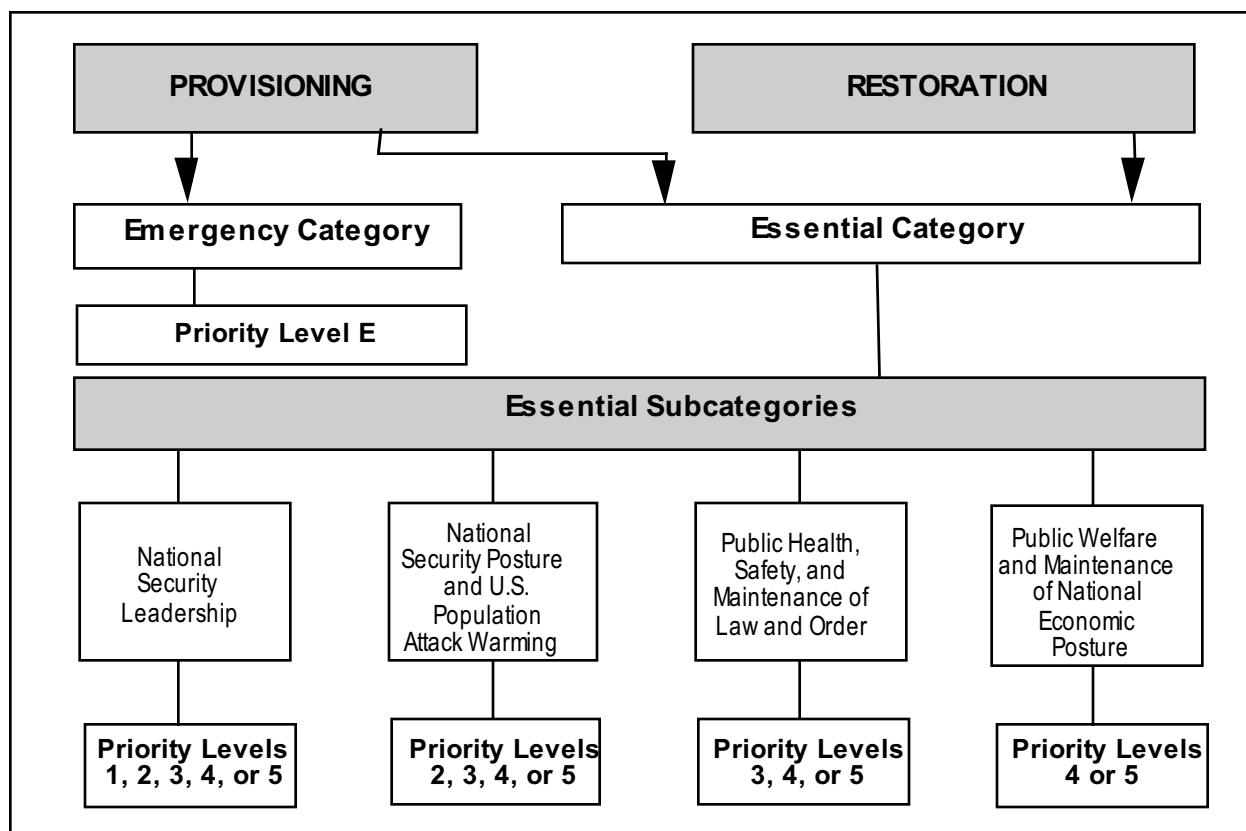 PROVISIONING
RESTORATION
Emergency Category
Essential Category
Priority Level E
Essential Subcategories
National
Security
Leadership
National
Security Posture
and U.S.
Population
Attack Warming
Public Health,
Safety, and
Maintenance of
Law and Order
Public Welfare
and Maintenance
of National
Economic
Posture
Priority Levels
1, 2, 3, 4, or 5
Priority Levels
2, 3, 4, or 5
Priority Levels
3, 4, or 5
Priority Levels
4 or 5